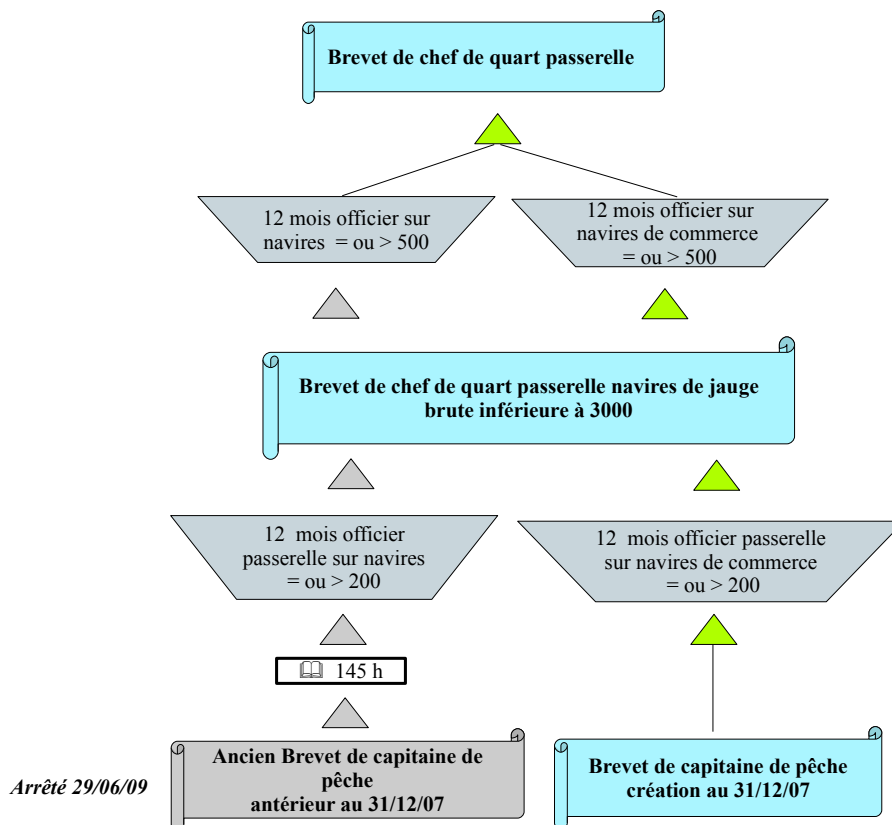 Brevet de chef de quart passerelle
12 mois officier sur
navires = ou > 500
12 mois officier sur
navires de commerce
= ou > 500
Brevet de chef de quart passerelle navires de jauge
brute inférieure à 3000
12 mois officier
passerelle sur navires
= ou > 200
12 mois officier passerelle
sur navires de commerce
= ou > 200
145 h
Arrêté 29/06/09
Ancien Brevet de capitaine de
pêche
antérieur au 31/12/07
Brevet de capitaine de pêche
création au 31/12/07